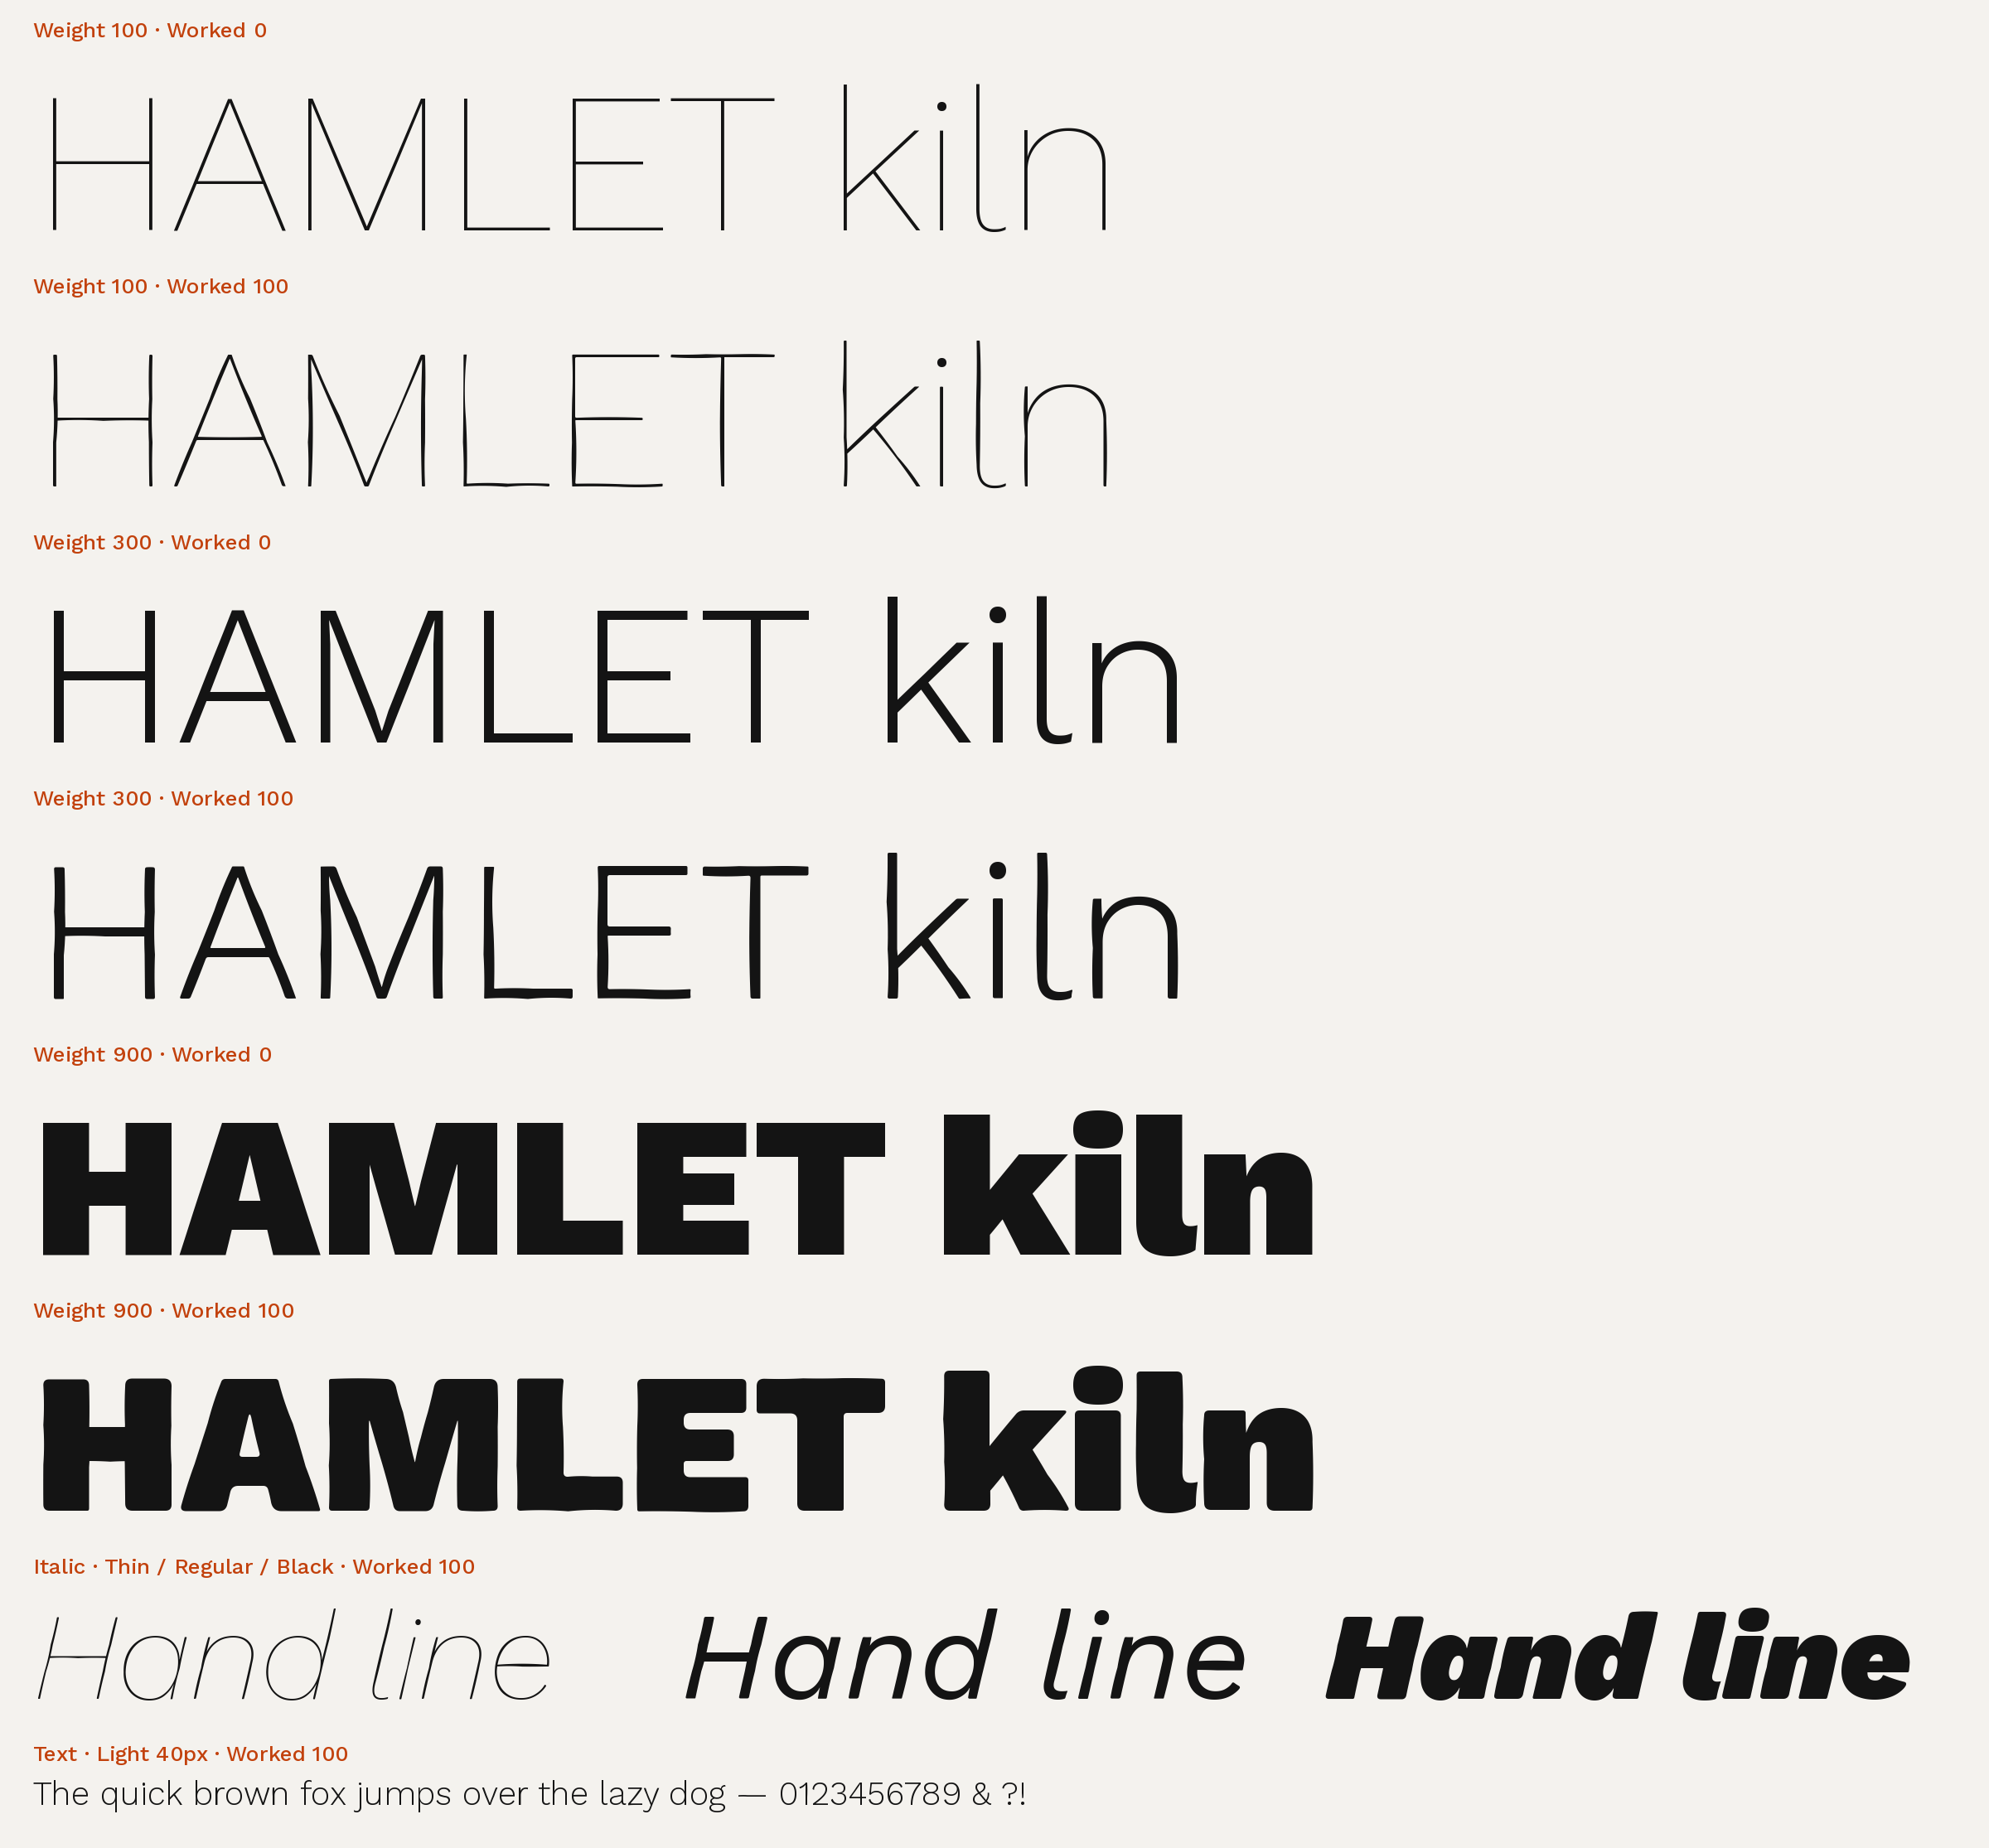 Weight 100 · Worked 0
HAMLET kiln
Weight 100 · Worked 100
HAMLET kiln
Weight 300 · Worked 0
HAMLET kiln
Weight 300 · Worked 100
HAMLET kiln
Weight 900 · Worked 0
HAMLET kiln
Weight 900 · Worked 100
HAMLET kiln
Italic · Thin / Regular / Black · Worked 100
Hand line Hand line Hand line
Text · Light 40px · Worked 100
The quick brown fox jumps over the lazy dog — 0123456789 & ?!